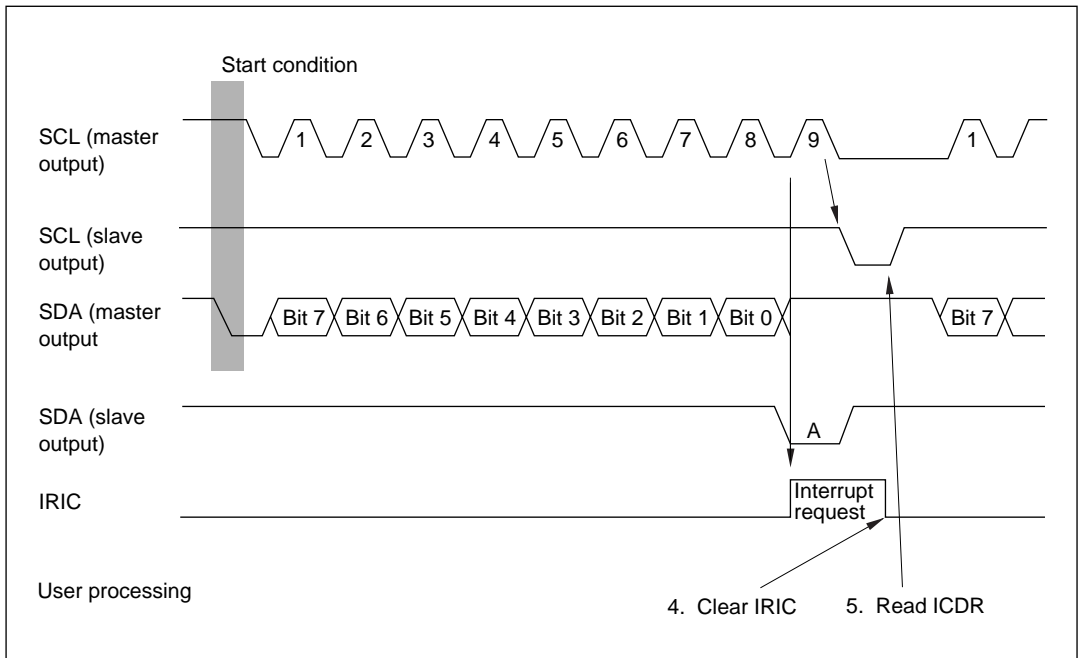 Start condition
SCL (master
output)
1 2 3 4 5 6 7 8 9 1
SCL (slave
output)
SDA (master
output
Bit 7 Bit 6 Bit 5 Bit 4 Bit 3 Bit 2 Bit 1 Bit 0 Bit 7
SDA (slave
output)
A
IRIC
Interrupt
request
User processing
4. Clear IRIC 5. Read ICDR